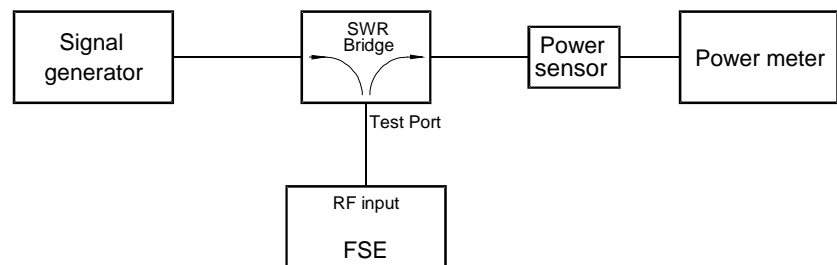 Signal
generator
SWR
Bridge
Power
sensor
Power meter
Test Port
RF input
FSE